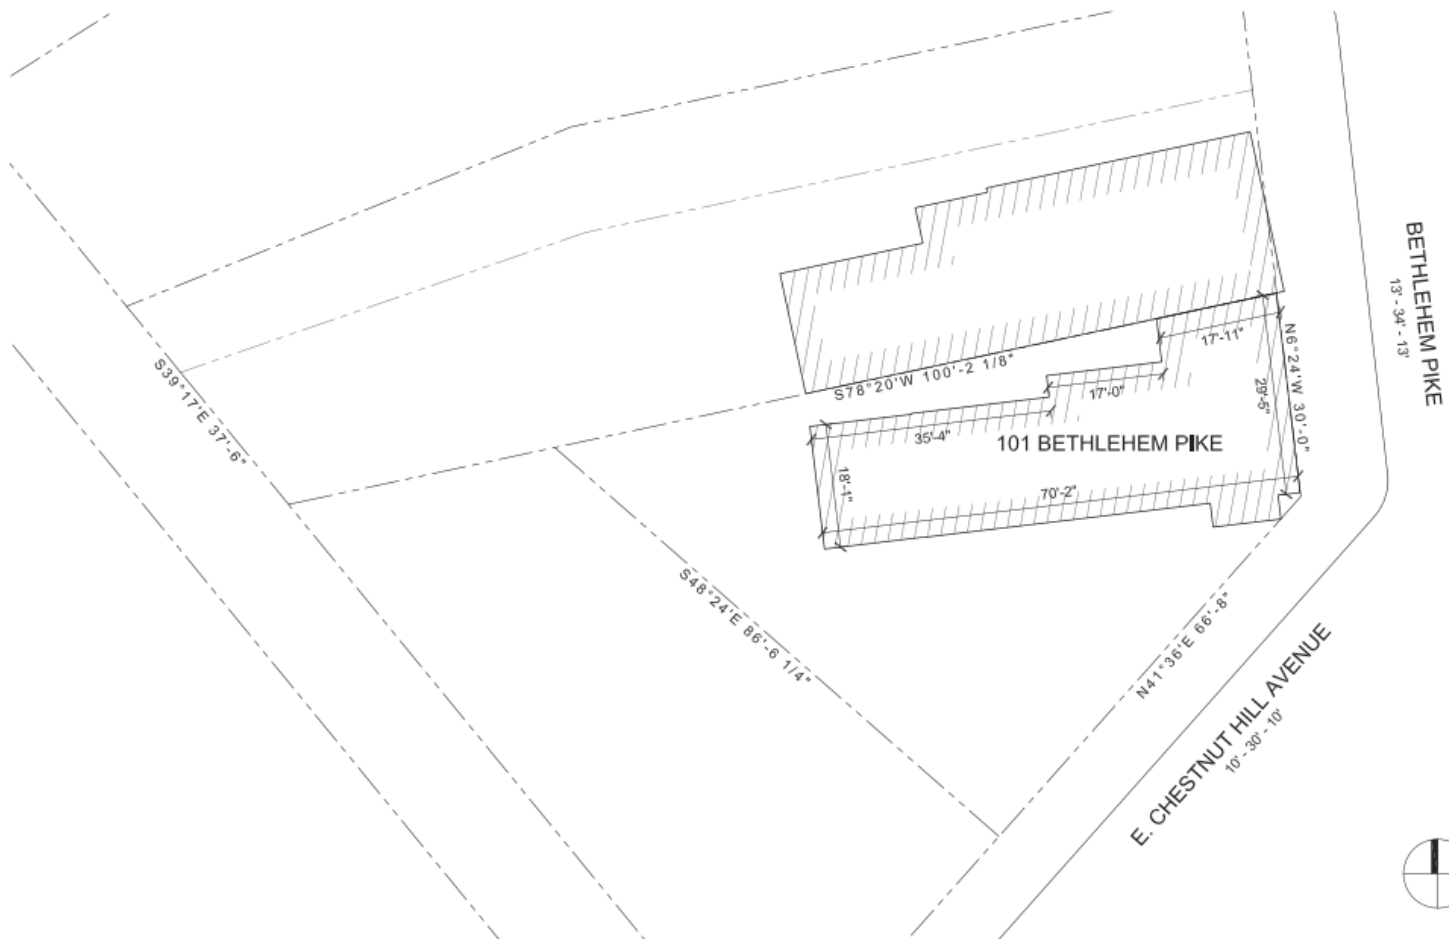 BETHLEHEM PIKE
13' - 34' - 13'
N6°24'W 30'-0"
17'-11"
S78°20'W 100'-2 1/8"
S39°17'E 37'-6"
17'-0"
29'-5"
35'-4"
101 BETHLEHEM PIKE
18'-1"
70'-2"
S48°24'E 86'-6 1/4"
N41°36'E 66'-8"
E. CHESTNUT HILL AVENUE
10' - 30' - 10'